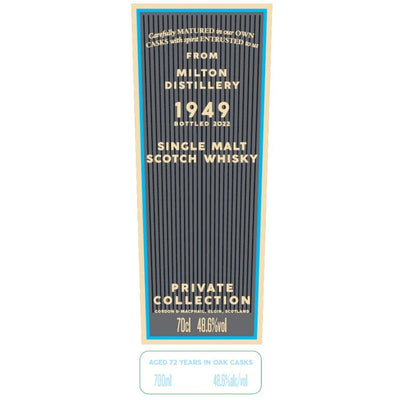 Carefully MATURED in our OWN
CASKS with spirit ENTRUSTED to us
FROM
MILTON
DISTILLERY
1949
BOTTLED 2022
SINGLE MALT
SCOTCH WHISKY
PRIVATE
COLLECTION
GORDON & MACPHAIL, ELGIN, SCOTLAND
70cl 48.6%vol
AGED 72 YEARS IN OAK CASKS
700ml 48.6%alc/vol